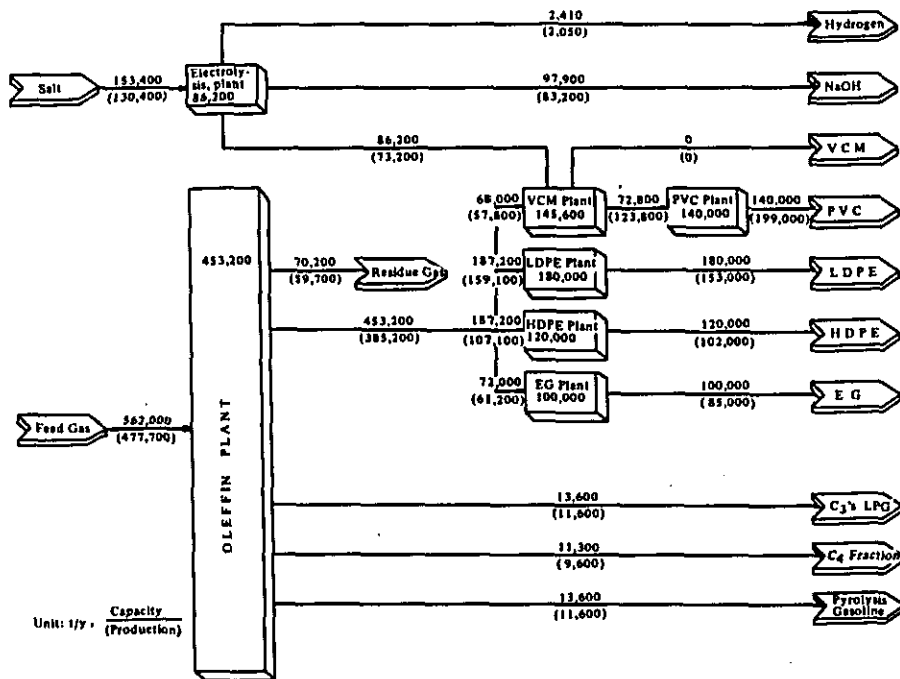 2,410
(2,050)
Hydrogen
Salt
153,400
(130,400)
Electroly-
sis, plant
86,200
97,900
(83,200)
NaOH
86,200
(73,200)
0
(0)
VCM
68,000
(57,800)
VCM Plant
145,600
72,800
(123,800)
PVC Plant
140,000
140,000
(199,000)
PVC
453,200
70,200
(59,700)
Residue Gas
187,200
(159,100)
LDPE Plant
180,000
180,000
(153,000)
LDPE
453,200
(385,200)
187,200
(107,100)
HDPE Plant
120,000
120,000
(102,000)
HDPE
72,000
(61,200)
EG Plant
100,000
100,000
(85,000)
EG
Feed Gas
562,000
(477,700)
OLEFFIN PLANT
13,600
(11,600)
C3's LPG
11,300
(9,600)
C4 Fraction
13,600
(11,600)
Pyrolysis
Gasoline
Unit: t/y, Capacity
(Production)